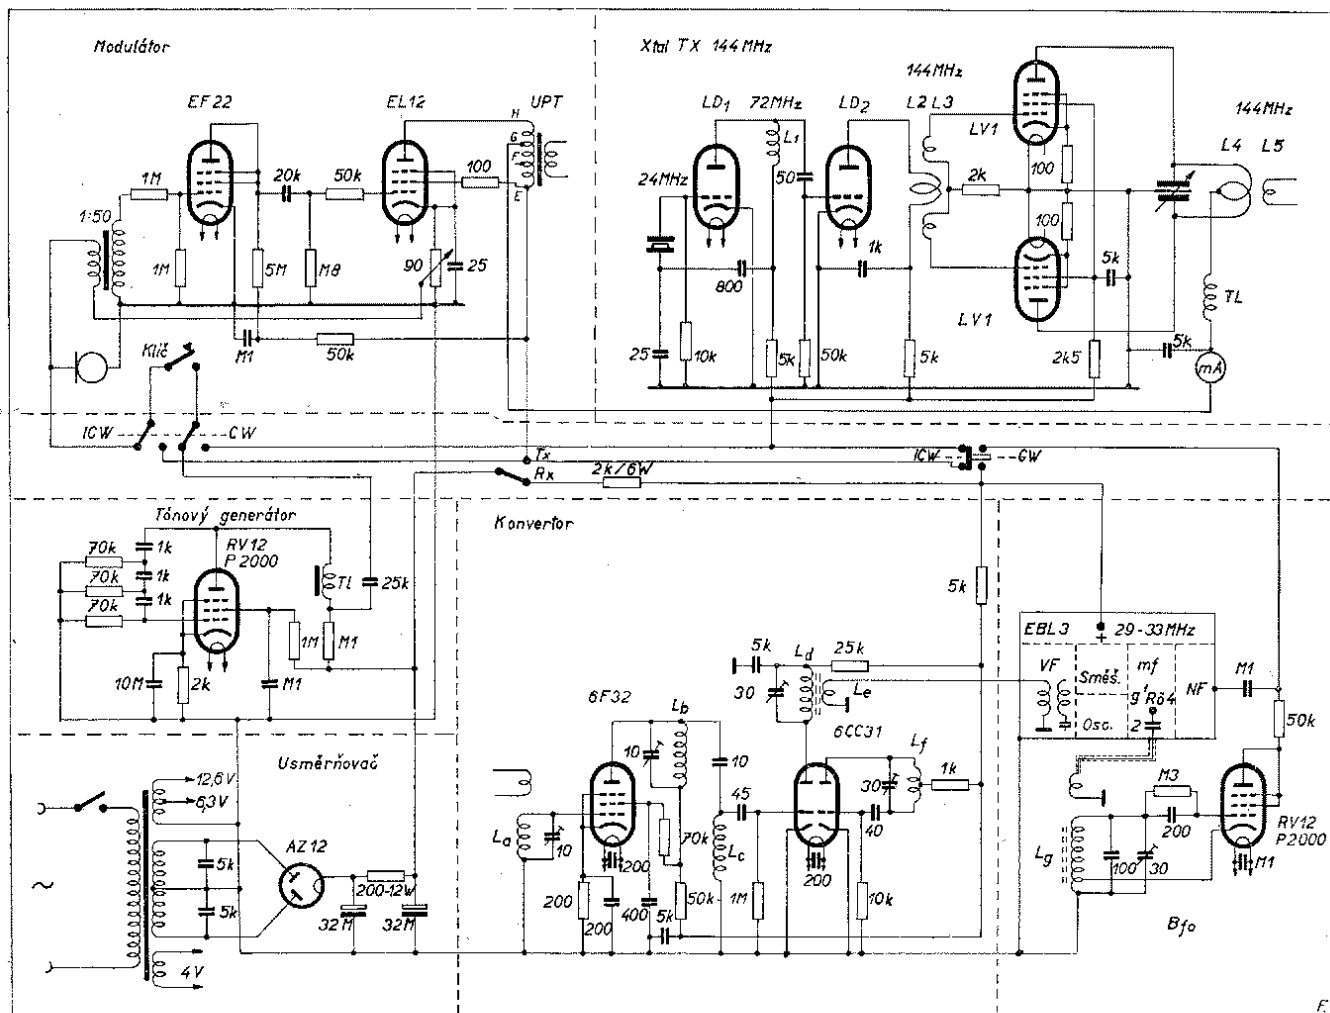 Modulátor
EF22
EL12
UPT
H
G
F
E
1M
20k
50k
100
1:50
1M
5M
M8
90
25
M1
50k
Klíč
Xtal TX 144MHz
144MHz
LD1
72MHz
LD2
L2 L3
LV1
144MHz
L1
L4 L5
24MHz
50
2k
100
100
1k
800
5k
TL
LV1
25
10k
5k
50k
5k
2k5
5k
mA
ICW
CW
Tx
Rx
2k/6W
ICW
CW
Tónový generátor
RV12
P2000
70k
1k
70k
1k
70k
1k
Tl
25k
1M
M1
10M
2k
M1
Konvertor
5k
5k
Ld
25k
30
Le
6F32
Lb
6CC31
Lf
10
10
30
1k
45
40
La
10
200
70k
Lc
200
200
200
400
5k
50k
1M
10k
EBL3
29-33MHz
+
VF
Směš.
mf
g1 Rö4
NF
Osc.
2
M1
50k
M3
200
RV12
P2000
Lg
100
30
M1
Bfo
Usměrňovač
12,6V
6,3V
AZ12
5k
5k
200-12W
32M
32M
~
4V
F.